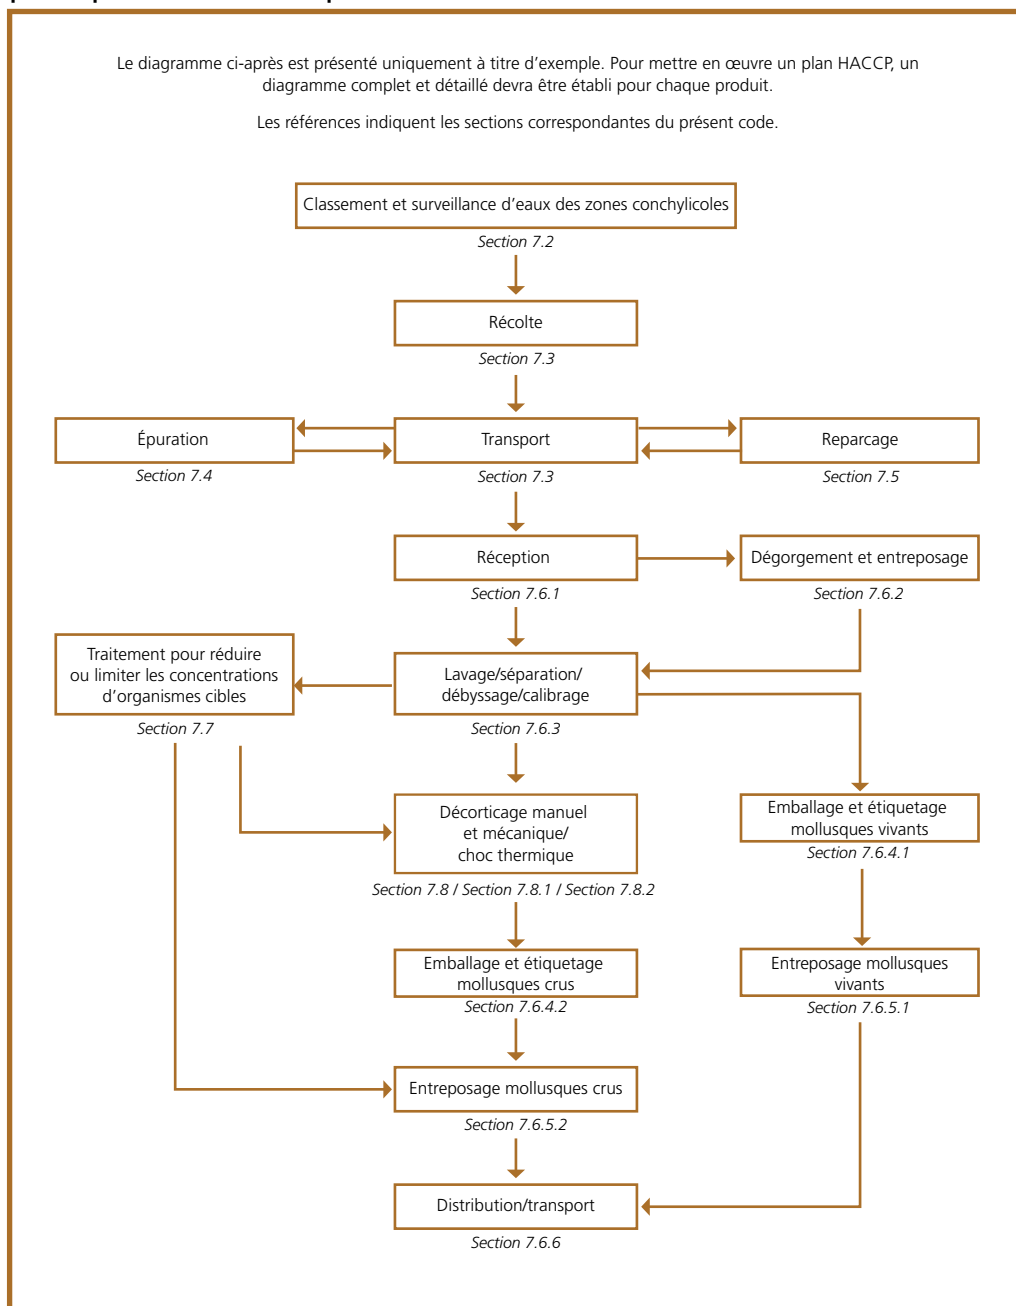 Le diagramme ci-après est présenté uniquement à titre d’exemple. Pour mettre en œuvre un plan HACCP, un
diagramme complet et détaillé devra être établi pour chaque produit.
Les références indiquent les sections correspondantes du présent code.
Classement et surveillance d’eaux des zones conchylicoles
Section 7.2
Récolte
Section 7.3
Épuration
Section 7.4
Transport
Section 7.3
Reparcage
Section 7.5
Réception
Section 7.6.1
Dégorgement et entreposage
Section 7.6.2
Traitement pour réduire
ou limiter les concentrations
d’organismes cibles
Section 7.7
Lavage/séparation/
débyssage/calibrage
Section 7.6.3
Décorticage manuel
et mécanique/
choc thermique
Section 7.8 / Section 7.8.1 / Section 7.8.2
Emballage et étiquetage
mollusques vivants
Section 7.6.4.1
Emballage et étiquetage
mollusques crus
Section 7.6.4.2
Entreposage mollusques
vivants
Section 7.6.5.1
Entreposage mollusques crus
Section 7.6.5.2
Distribution/transport
Section 7.6.6